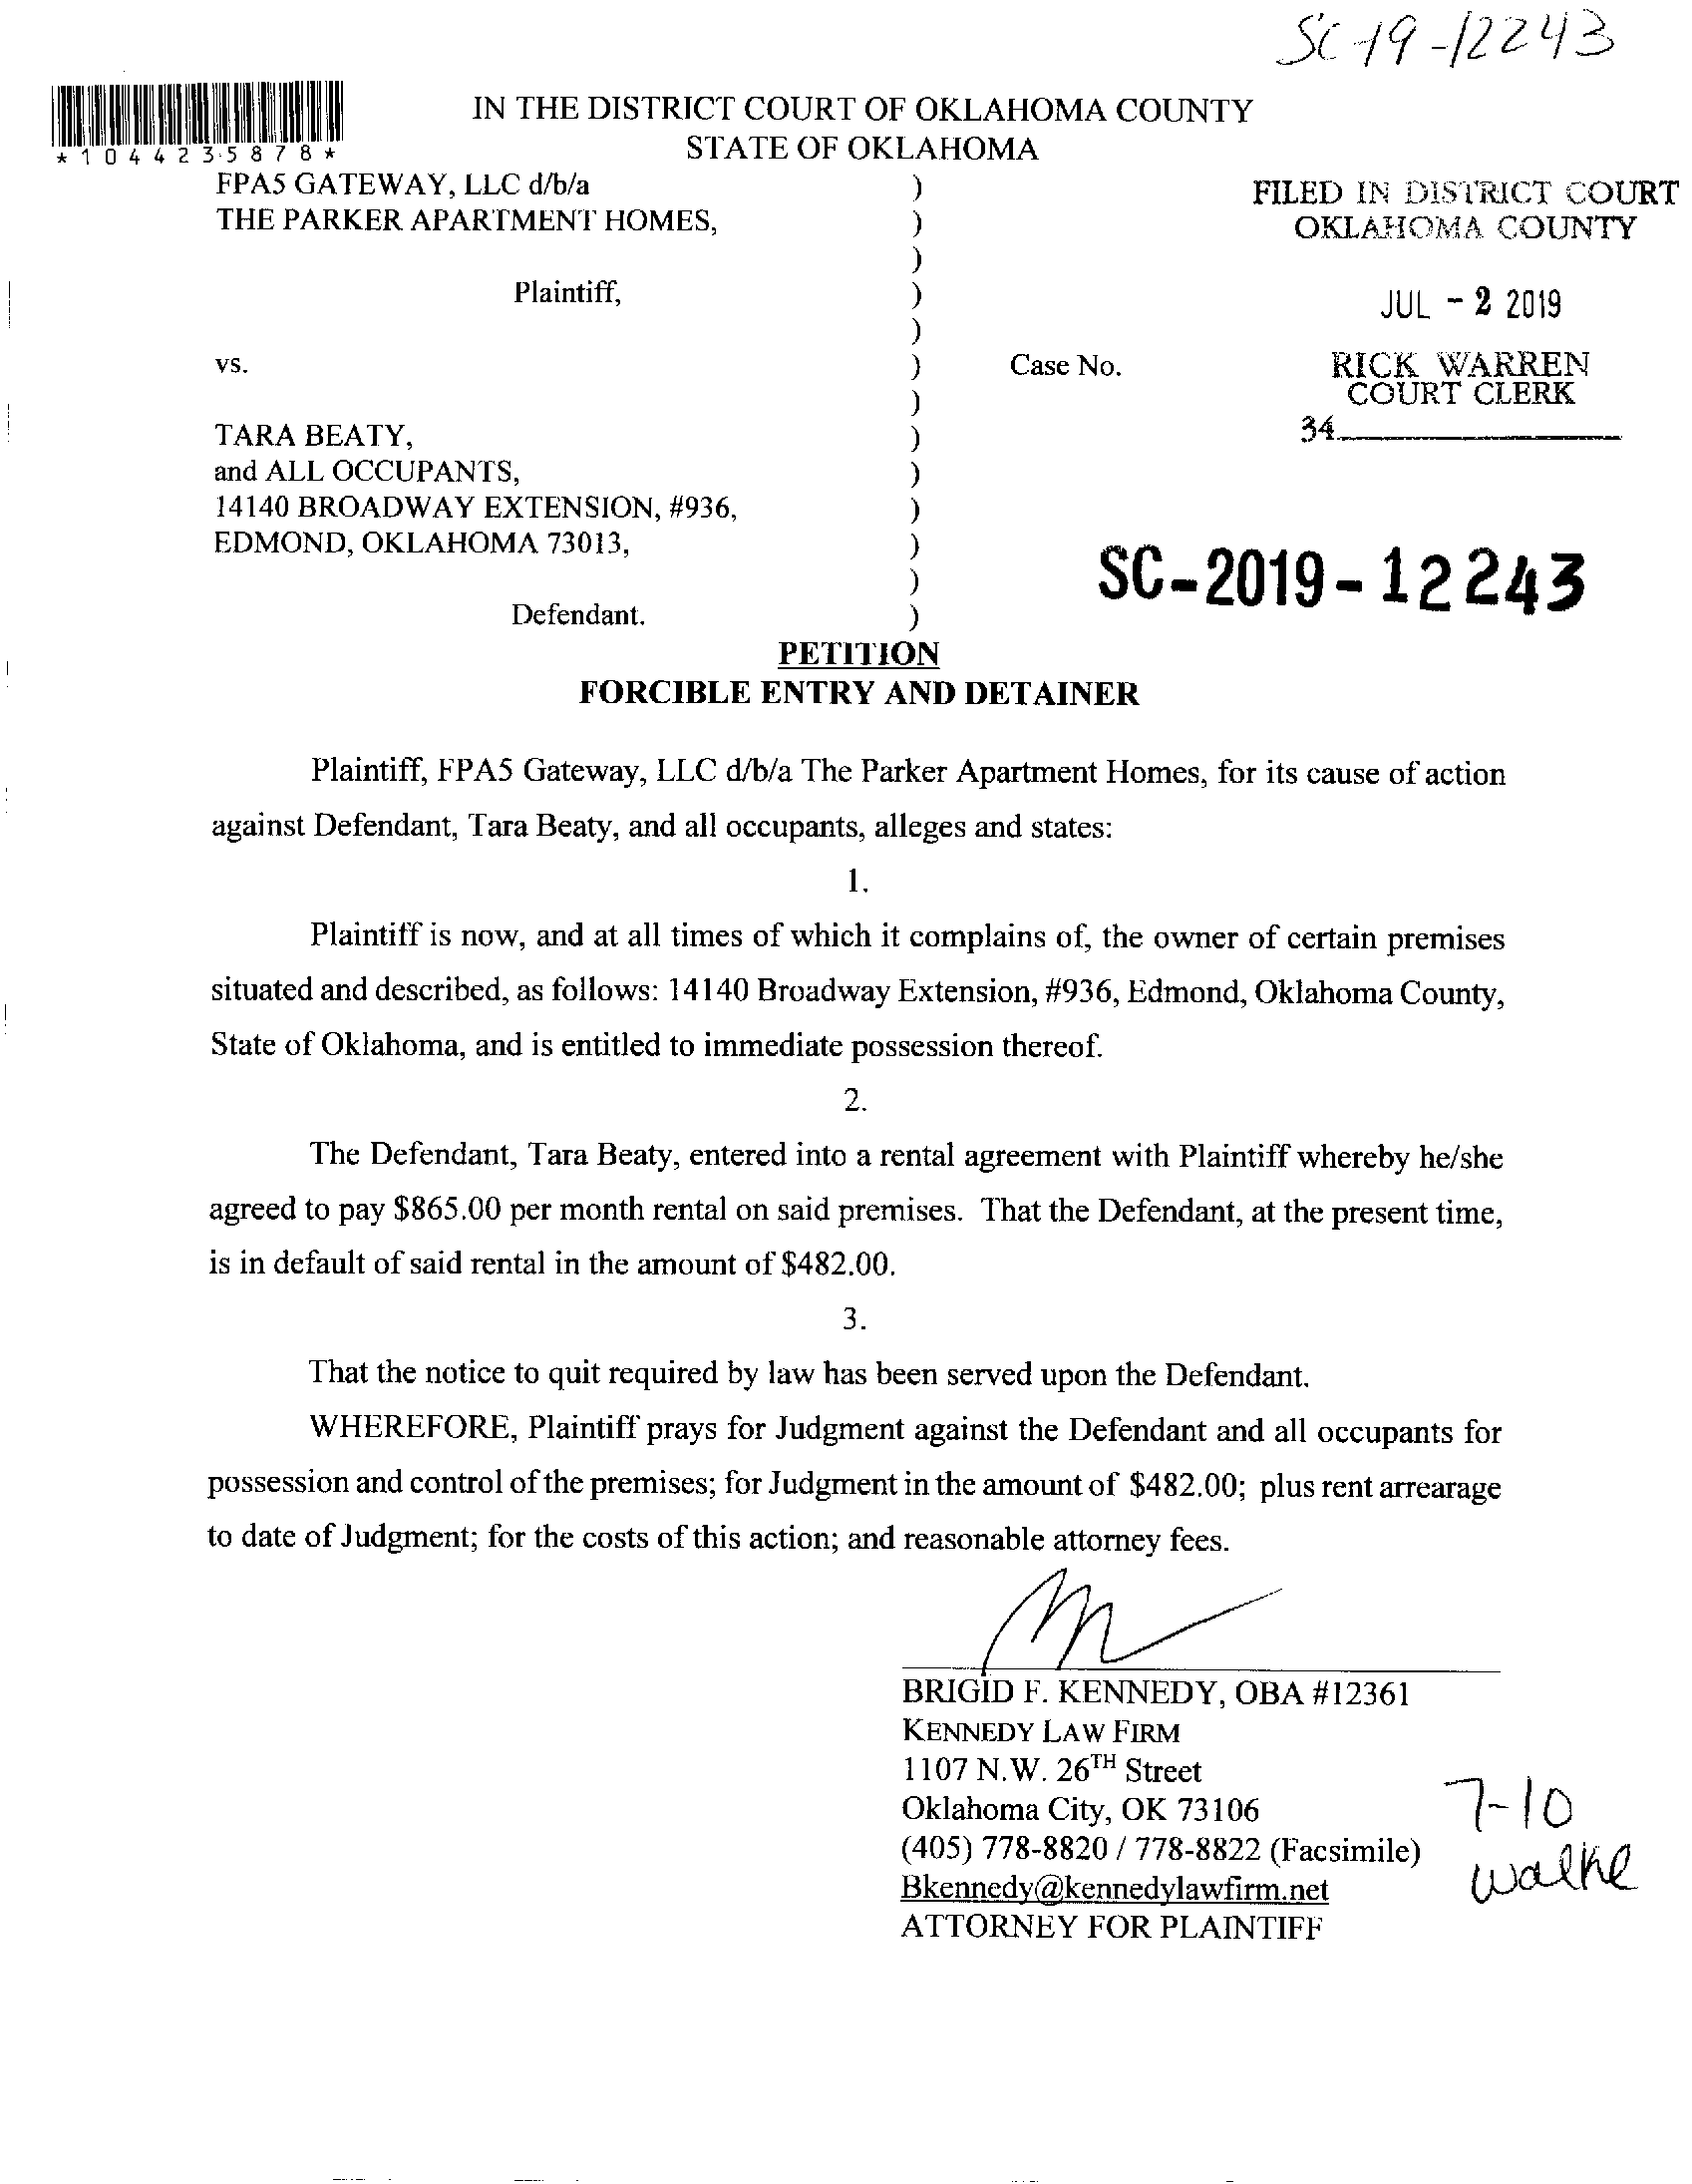 SC-19-12243
*1044235878*
IN THE DISTRICT COURT OF OKLAHOMA COUNTY
STATE OF OKLAHOMA
FPA5 GATEWAY, LLC d/b/a )
THE PARKER APARTMENT HOMES, )
)
Plaintiff, )
)
vs. ) Case No.
)
TARA BEATY, )
and ALL OCCUPANTS, )
14140 BROADWAY EXTENSION, #936, )
EDMOND, OKLAHOMA 73013, )
)
Defendant. )
FILED IN DISTRICT COURT
OKLAHOMA COUNTY
JUL - 2 2019
RICK WARREN
COURT CLERK
34
SC-2019-12243
PETITION
FORCIBLE ENTRY AND DETAINER
Plaintiff, FPA5 Gateway, LLC d/b/a The Parker Apartment Homes, for its cause of action
against Defendant, Tara Beaty, and all occupants, alleges and states:
1.
Plaintiff is now, and at all times of which it complains of, the owner of certain premises
situated and described, as follows: 14140 Broadway Extension, #936, Edmond, Oklahoma County,
State of Oklahoma, and is entitled to immediate possession thereof.
2.
The Defendant, Tara Beaty, entered into a rental agreement with Plaintiff whereby he/she
agreed to pay $865.00 per month rental on said premises. That the Defendant, at the present time,
is in default of said rental in the amount of $482.00.
3.
That the notice to quit required by law has been served upon the Defendant.
WHEREFORE, Plaintiff prays for Judgment against the Defendant and all occupants for
possession and control of the premises; for Judgment in the amount of $482.00; plus rent arrearage
to date of Judgment; for the costs of this action; and reasonable attorney fees.
BRIGID F. KENNEDY, OBA #12361
KENNEDY LAW FIRM
1107 N.W. 26TH Street
Oklahoma City, OK 73106
(405) 778-8820 / 778-8822 (Facsimile)
Bkennedy@kennedylawfirm.net
ATTORNEY FOR PLAINTIFF
7-10
walke